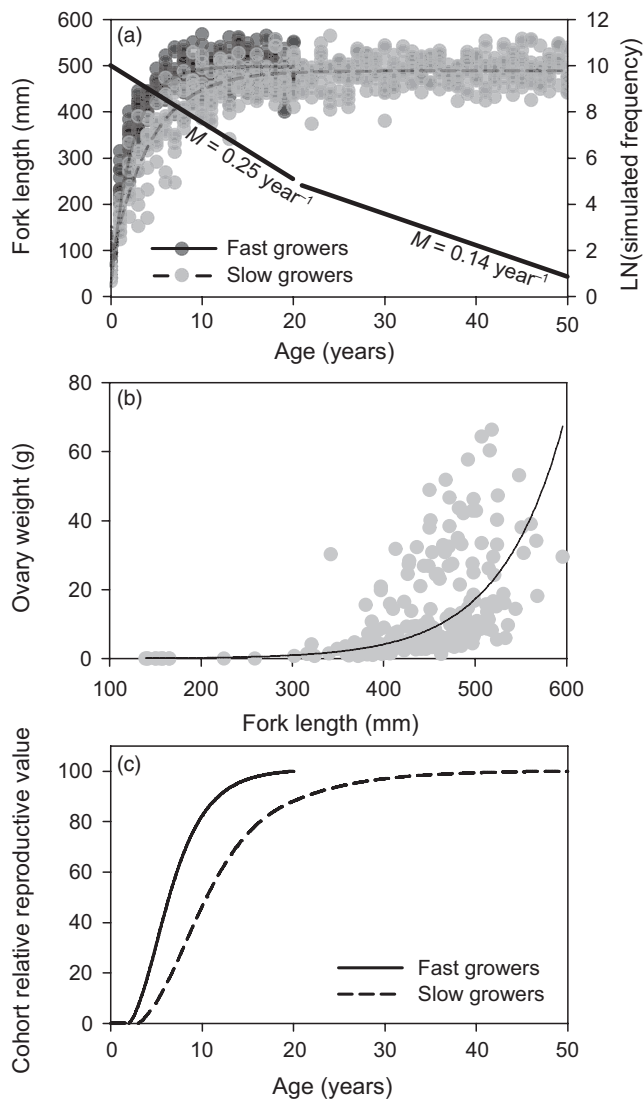 (a)
600
500
400
300
200
100
0
Fork length (mm)
12
10
8
6
4
2
0
LN(simulated frequency)
M = 0.25 year–1
M = 0.14 year–1
Fast growers
Slow growers
0 10 20 30 40 50
Age (years)
(b)
80
60
40
20
0
Ovary weight (g)
100 200 300 400 500 600
Fork length (mm)
(c)
100
80
60
40
20
0
Cohort relative reproductive value
Fast growers
Slow growers
0 10 20 30 40 50
Age (years)